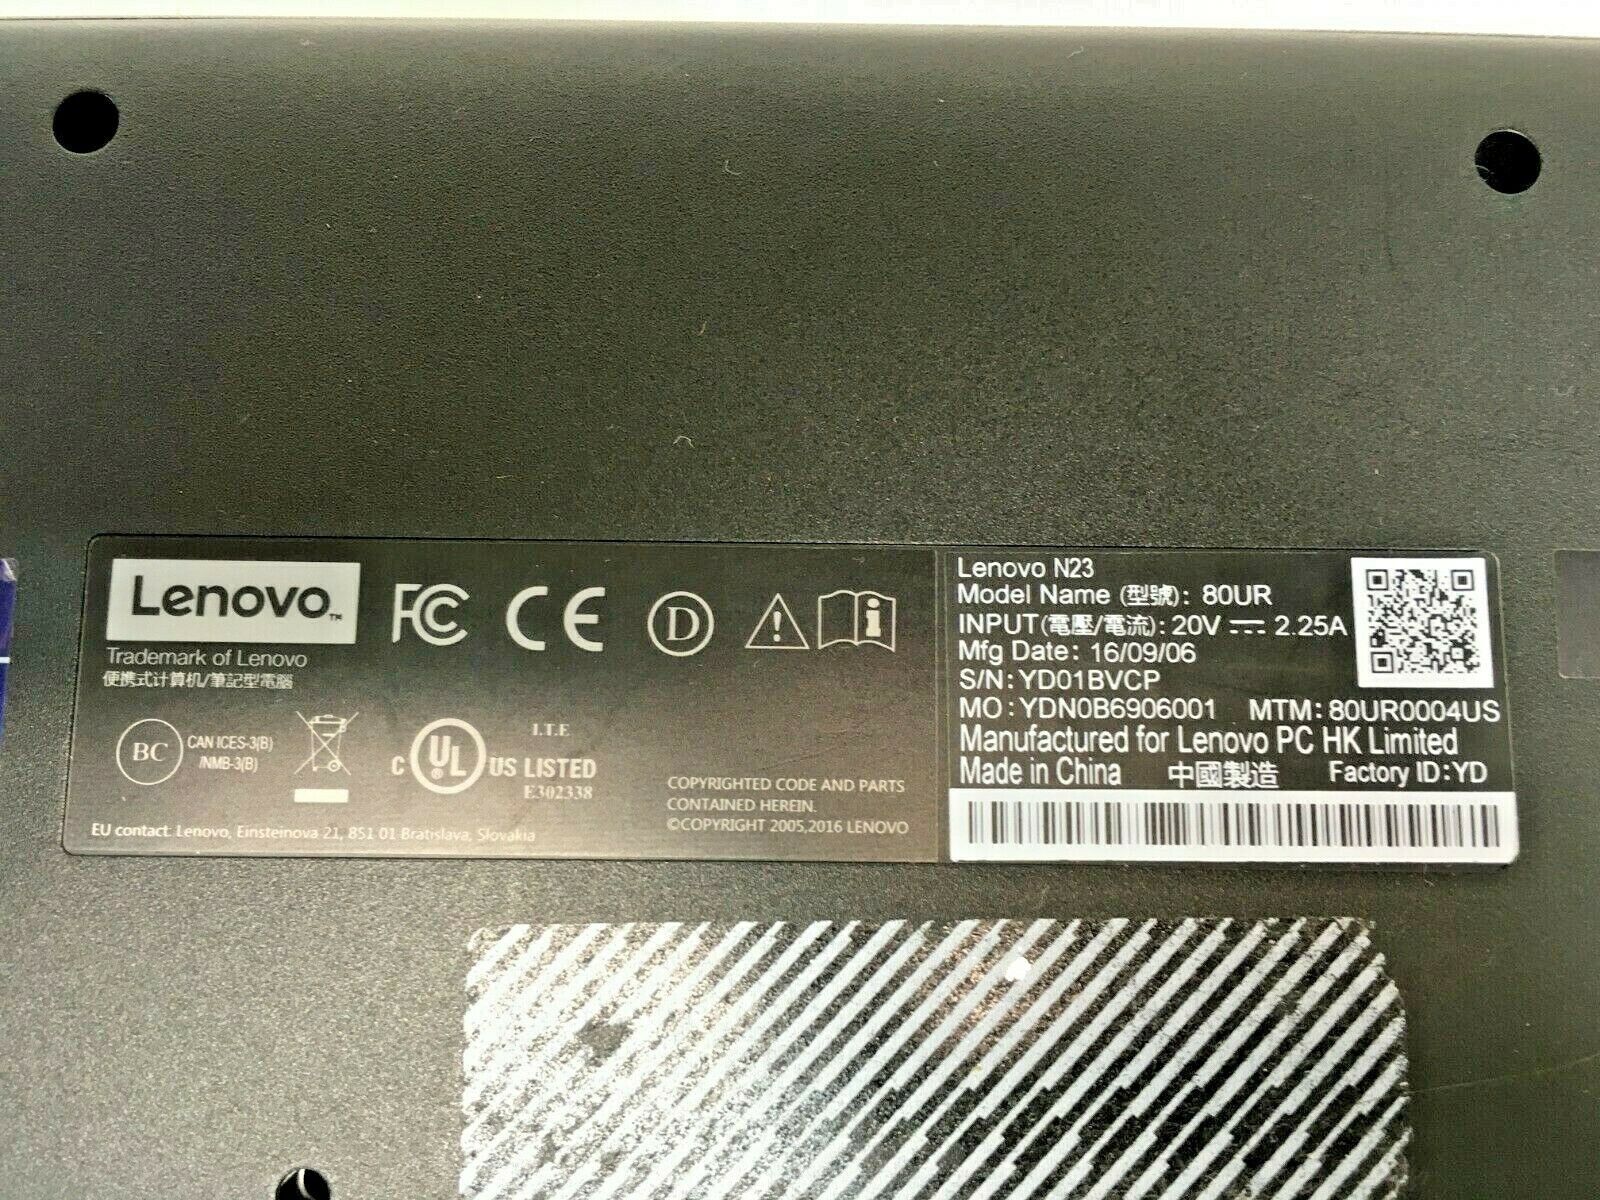 Lenovo™
Trademark of Lenovo
便携式计算机/筆記型電腦
FC CE D
BC
CAN ICES-3(B)
/NMB-3(B)
C UL® US LISTED
I.T.E
E302338
COPYRIGHTED CODE AND PARTS
CONTAINED HEREIN.
©COPYRIGHT 2005,2016 LENOVO
EU contact: Lenovo, Einsteinova 21, 851 01 Bratislava, Slovakia
Lenovo N23
Model Name (型號): 80UR
INPUT(電壓/電流): 20V ⎓ 2.25A
Mfg Date: 16/09/06
S/N: YD01BVCP
MO: YDN0B6906001 MTM: 80UR0004US
Manufactured for Lenovo PC HK Limited
Made in China 中國製造 Factory ID:YD